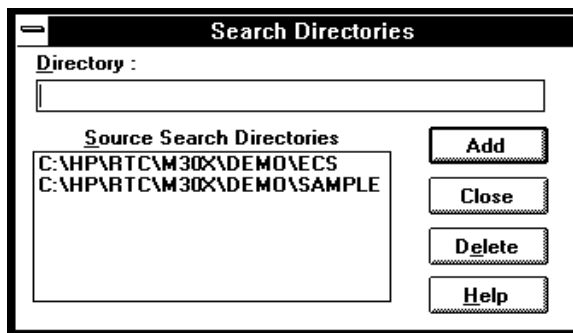 Search Directories
Directory :
Source Search Directories
C:\HP\RTC\M30X\DEMO\ECS
C:\HP\RTC\M30X\DEMO\SAMPLE
Add
Close
Delete
Help